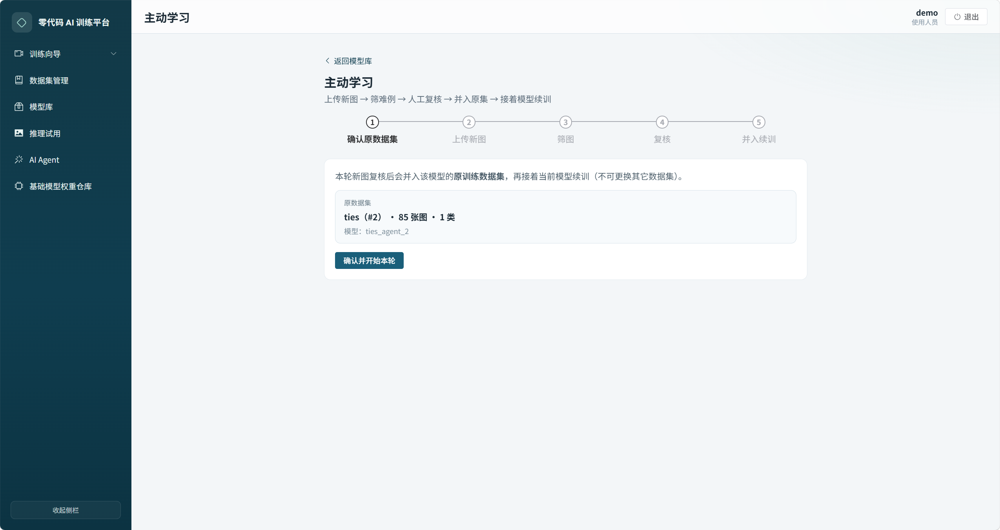 零代码 AI 训练平台
训练向导
数据集管理
模型库
推理试用
AI Agent
基础模型权重仓库
收起侧栏
主动学习
demo
使用人员
退出
返回模型库
主动学习
上传新图 → 筛难例 → 人工复核 → 并入原集 → 接着模型续训
1
2
3
4
5
确认原数据集
上传新图
筛图
复核
并入续训
本轮新图复核后会并入该模型的原训练数据集，再接着当前模型续训（不可更换其它数据集）。
原数据集
ties（#2） · 85 张图 · 1 类
模型：ties_agent_2
确认并开始本轮